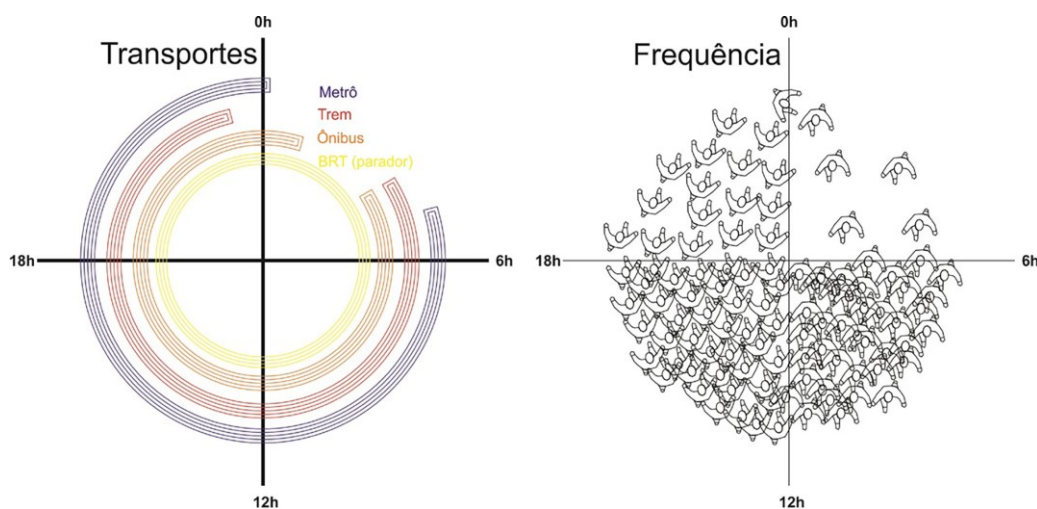 0h
Transportes
Metrô
Trem
Ônibus
BRT (parador)
18h
6h
12h
0h
Frequência
18h
6h
12h